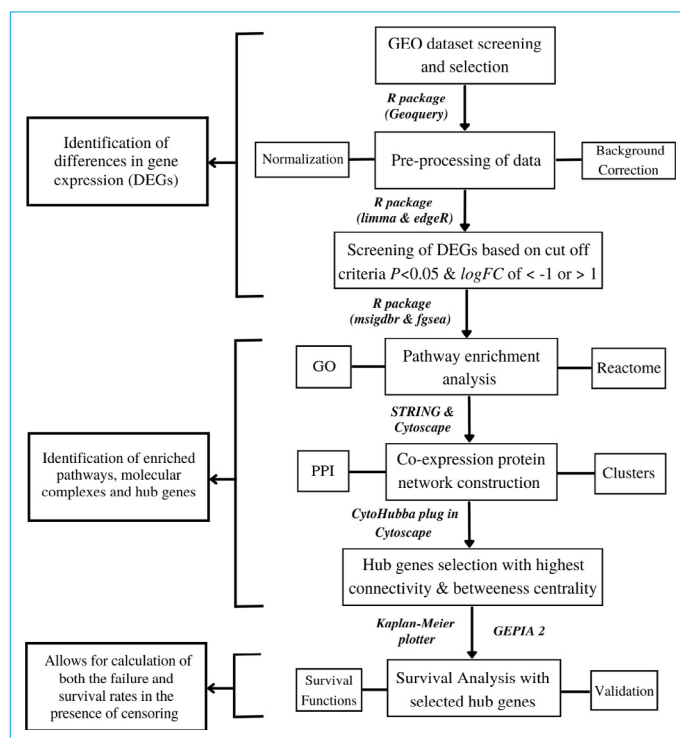 GEO dataset screening
and selection
R package
(Geoquery)
Identification of
differences in gene
expression (DEGs)
Normalization
Pre-processing of data
Background
Correction
R package
(limma & edgeR)
Screening of DEGs based on cut off
criteria P<0.05 & logFC of < -1 or > 1
R package
(msigdbr & fgsea)
GO
Pathway enrichment
analysis
Reactome
STRING &
Cytoscape
Identification of enriched
pathways, molecular
complexes and hub genes
PPI
Co-expression protein
network construction
Clusters
CytoHubba plug in
Cytoscape
Hub genes selection with highest
connectivity & betweeness centrality
Kaplan-Meier
plotter
GEPIA 2
Allows for calculation of
both the failure and
survival rates in the
presence of censoring
Survival
Functions
Survival Analysis with
selected hub genes
Validation